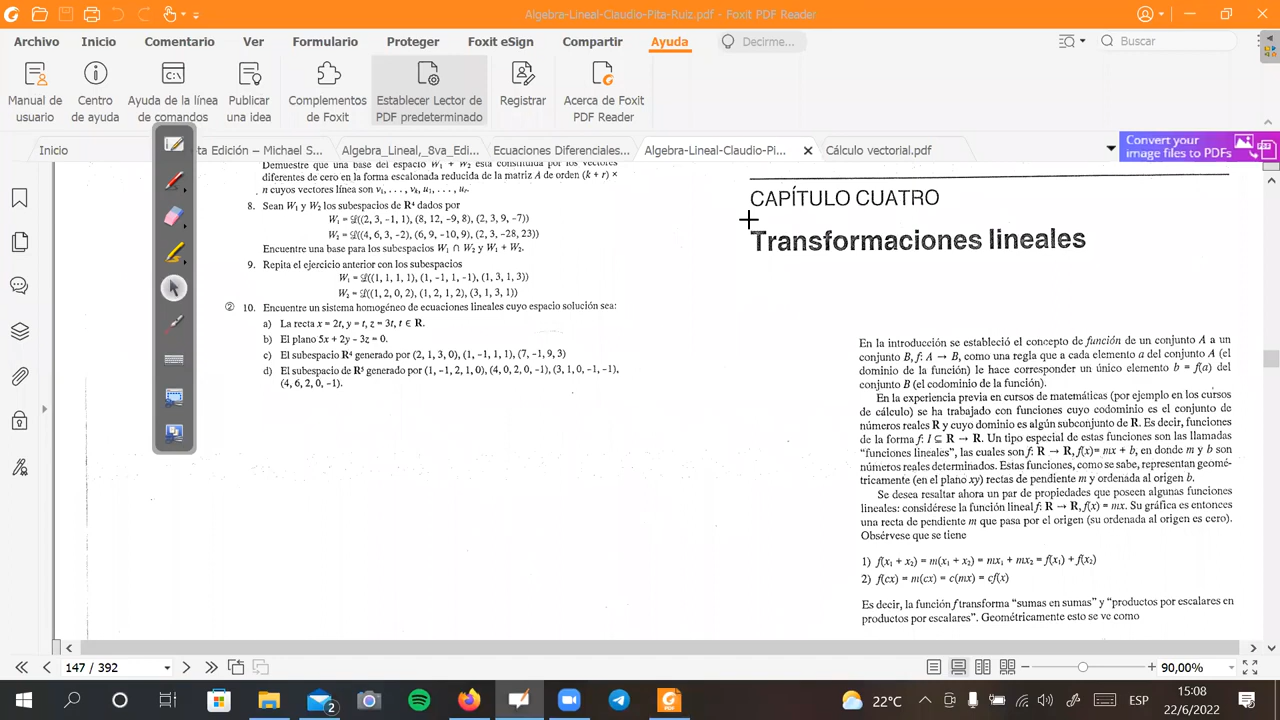 Algebra-Lineal-Claudio-Pita-Ruiz.pdf - Foxit PDF Reader
Archivo Inicio Comentario Ver Formulario Proteger Foxit eSign Compartir Ayuda Decirme... Buscar
Manual de usuario
Centro de ayuda
Ayuda de la línea de comandos
Publicar una idea
Complementos de Foxit
Establecer Lector de PDF predeterminado
Registrar
Acerca de Foxit PDF Reader
Inicio
ta Edición – Michael S...
Algebra_Lineal, 8va_Edi...
Ecuaciones Diferenciales...
Algebra-Lineal-Claudio-Pi...
Cálculo vectorial.pdf
Convert your
image files to PDFs
Demuestre que una base del espacio W₁ + W₂ está constituida por los vectores
diferentes de cero en la forma escalonada reducida de la matriz A de orden (k + r) ×
n cuyos vectores línea son v₁, . . . , vₖ, u₁, . . . , uᵣ.
8. Sean W₁ y W₂ los subespacios de R⁴ dados por
W₁ = ℒ((2, 3, -1, 1), (8, 12, -9, 8), (2, 3, 9, -7))
W₂ = ℒ((4, 6, 3, -2), (6, 9, -10, 9), (2, 3, -28, 23))
Encuentre una base para los subespacios W₁ ∩ W₂ y W₁ + W₂.
9. Repita el ejercicio anterior con los subespacios
W₁ = ℒ((1, 1, 1, 1), (1, -1, 1, -1), (1, 3, 1, 3))
W₂ = ℒ((1, 2, 0, 2), (1, 2, 1, 2), (3, 1, 3, 1))
② 10. Encuentre un sistema homogéneo de ecuaciones lineales cuyo espacio solución sea:
a) La recta x = 2t, y = t, z = 3t, t ∈ R.
b) El plano 5x + 2y - 3z = 0.
c) El subespacio R⁴ generado por (2, 1, 3, 0), (1, -1, 1, 1), (7, -1, 9, 3)
d) El subespacio de R⁵ generado por (1, -1, 2, 1, 0), (4, 0, 2, 0, -1), (3, 1, 0, -1, -1),
(4, 6, 2, 0, -1).
CAPÍTULO CUATRO
Transformaciones lineales
En la introducción se estableció el concepto de función de un conjunto A a un
conjunto B, f: A → B, como una regla que a cada elemento a del conjunto A (el
dominio de la función) le hace corresponder un único elemento b = f(a) del
conjunto B (el codominio de la función).
En la experiencia previa en cursos de matemáticas (por ejemplo en los cursos
de cálculo) se ha trabajado con funciones cuyo codominio es el conjunto de
números reales R y cuyo dominio es algún subconjunto de R. Es decir, funciones
de la forma f: I ⊆ R → R. Un tipo especial de estas funciones son las llamadas
“funciones lineales”, las cuales son f: R → R, f(x)= mx + b, en donde m y b son
números reales determinados. Estas funciones, como se sabe, representan geomé-
tricamente (en el plano xy) rectas de pendiente m y ordenada al origen b.
Se desea resaltar ahora un par de propiedades que poseen algunas funciones
lineales: considérese la función lineal f: R → R, f(x) = mx. Su gráfica es entonces
una recta de pendiente m que pasa por el origen (su ordenada al origen es cero).
Obsérvese que se tiene
1) f(x₁ + x₂) = m(x₁ + x₂) = mx₁ + mx₂ = f(x₁) + f(x₂)
2) f(cx) = m(cx) = c(mx) = cf(x)
Es decir, la función f transforma “sumas en sumas” y “productos por escalares en
productos por escalares”. Geométricamente esto se ve como
147 / 392
90,00%
2
22°C
ESP
15:08
22/6/2022